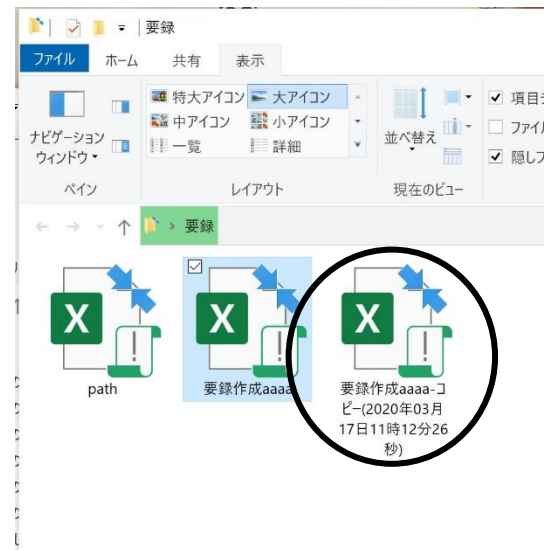 要録
ファイル ホーム 共有 表示
特大アイコン 大アイコン
中アイコン 小アイコン
一覧 詳細
ナビゲーション
ウィンドウ
並べ替え
項目チ
ファイル
隠しフ
ペイン レイアウト 現在のビュー
要録
path
要録作成aaaa
要録作成aaaa-コ
ピー(2020年03月
17日11時12分26
秒)